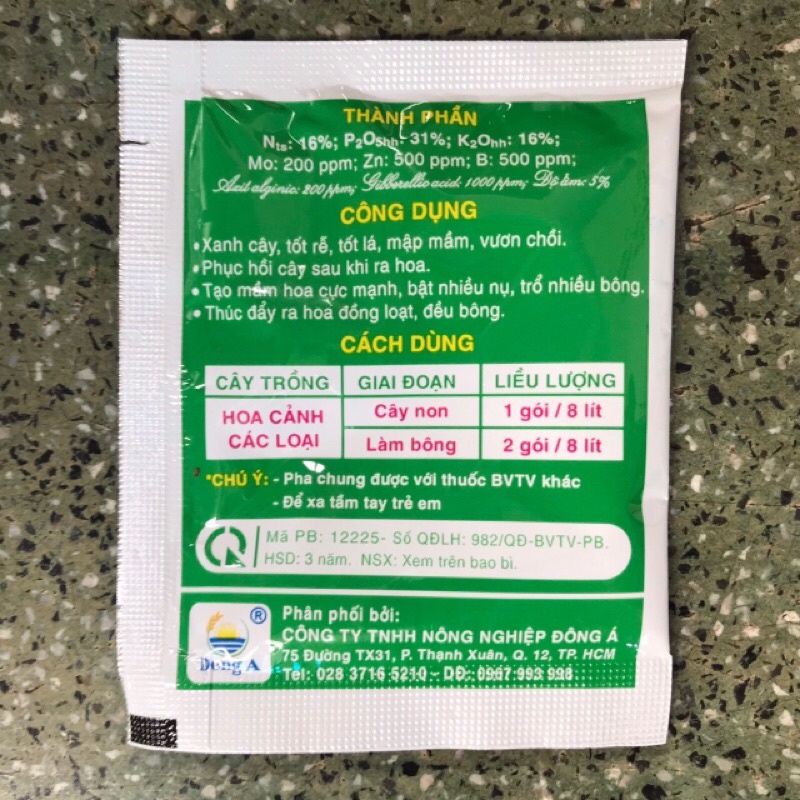 THÀNH PHẦN
Nts: 16%; P2O5hh: 31%; K2Ohh: 16%;
Mo: 200 ppm; Zn: 500 ppm; B: 500 ppm;
Axit alginic: 200 ppm; Gibberellic acid: 1000 ppm; Độ ẩm: 5%
CÔNG DỤNG
•Xanh cây, tốt rễ, tốt lá, mập mầm, vươn chồi.
•Phục hồi cây sau khi ra hoa.
•Tạo mầm hoa cực mạnh, bật nhiều nụ, trổ nhiều bông.
•Thúc đẩy ra hoa đồng loạt, đều bông.
CÁCH DÙNG
CÂY TRỒNG GIAI ĐOẠN LIỀU LƯỢNG
HOA CẢNH CÁC LOẠI Cây non 1 gói / 8 lít
Làm bông 2 gói / 8 lít
*CHÚ Ý: - Pha chung được với thuốc BVTV khác
- Để xa tầm tay trẻ em
Mã PB: 12225- Số QĐLH: 982/QĐ-BVTV-PB.
HSD: 3 năm. NSX: Xem trên bao bì.
®
Đông Á
Phân phối bởi:
CÔNG TY TNHH NÔNG NGHIỆP ĐÔNG Á
75 Đường TX31, P. Thạnh Xuân, Q. 12, TP. HCM
Tel: 028 3716 5210 - DĐ: 0967 993 998